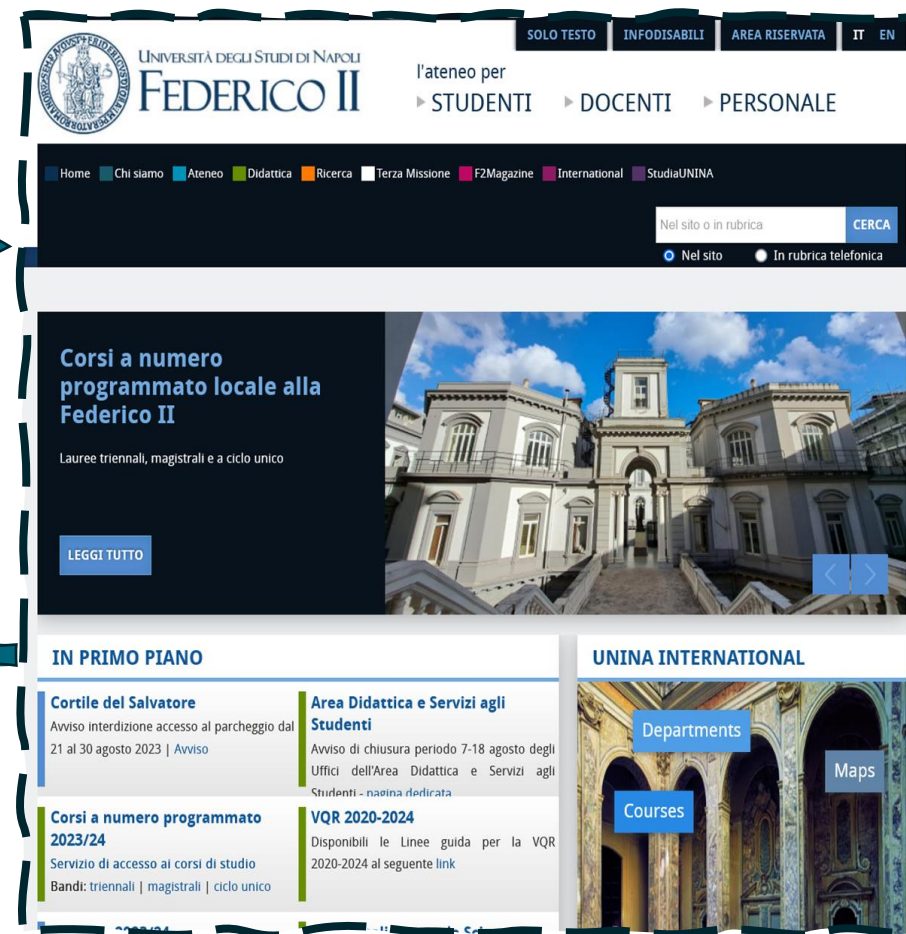 SOLO TESTO INFODISABILI AREA RISERVATA IT EN
UNIVERSITÀ DEGLI STUDI DI NAPOLI
FEDERICO II
l'ateneo per
STUDENTI DOCENTI PERSONALE
Home Chi siamo Ateneo Didattica Ricerca Terza Missione F2Magazine International StudiaUNINA
Nel sito o in rubrica CERCA
Nel sito In rubrica telefonica
Corsi a numero
programmato locale alla
Federico II
Lauree triennali, magistrali e a ciclo unico
LEGGI TUTTO
IN PRIMO PIANO
Cortile del Salvatore
Avviso interdizione accesso al parcheggio dal
21 al 30 agosto 2023 | Avviso
Area Didattica e Servizi agli
Studenti
Avviso di chiusura periodo 7-18 agosto degli
Uffici dell'Area Didattica e Servizi agli
Studenti - pagina dedicata
Corsi a numero programmato
2023/24
Servizio di accesso ai corsi di studio
Bandi: triennali | magistrali | ciclo unico
VQR 2020-2024
Disponibili le Linee guida per la VQR
2020-2024 al seguente link
UNINA INTERNATIONAL
Departments
Maps
Courses